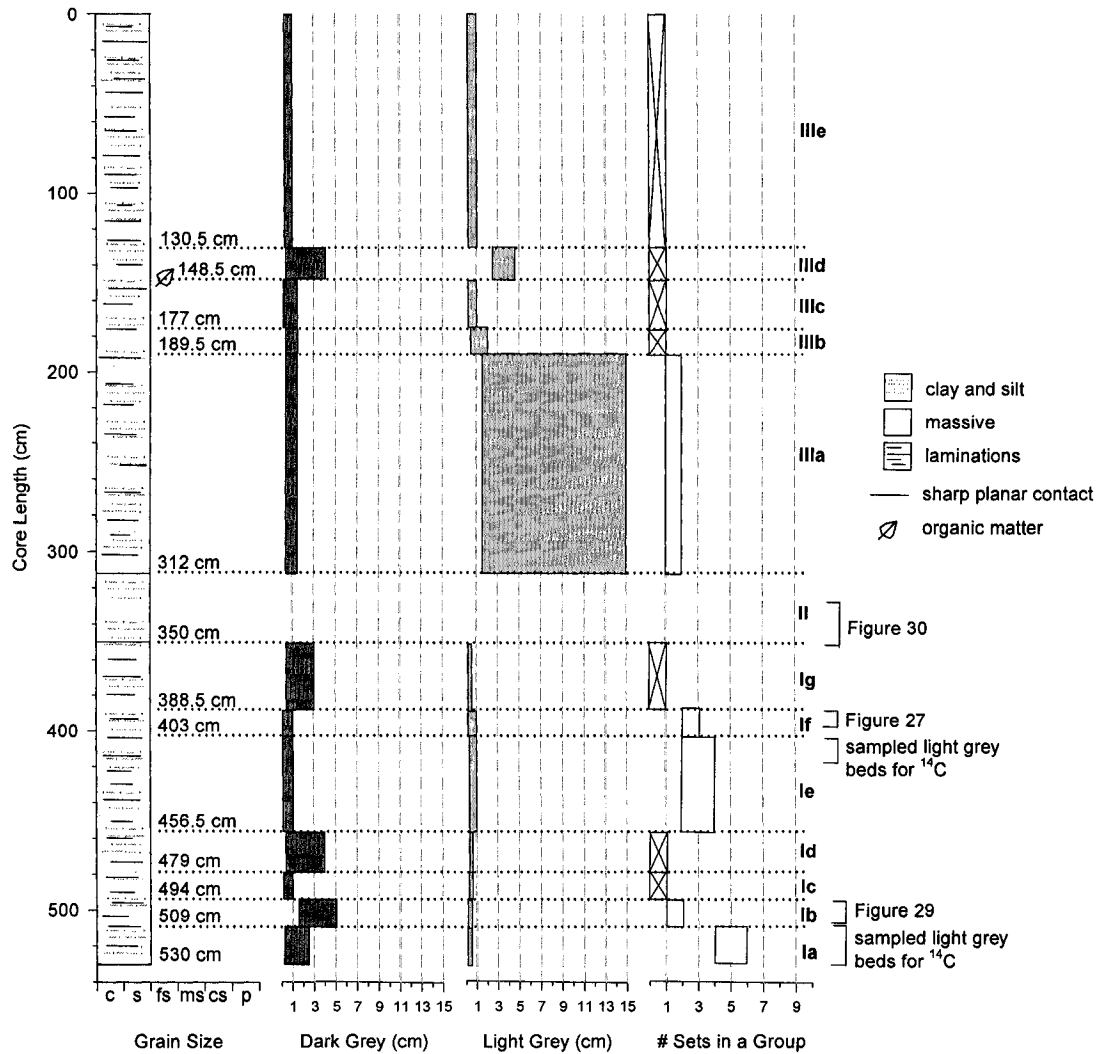 0
100
200
300
400
500
Core Length (cm)
130.5 cm
148.5 cm
177 cm
189.5 cm
312 cm
350 cm
388.5 cm
403 cm
456.5 cm
479 cm
494 cm
509 cm
530 cm
IIIe
IIId
IIIc
IIIb
IIIa
II
Ig
If
Ie
Id
Ic
Ib
Ia
clay and silt
massive
laminations
sharp planar contact
organic matter
Figure 30
Figure 27
sampled light grey
beds for ¹⁴C
Figure 29
sampled light grey
beds for ¹⁴C
c s fs ms cs p
1 3 5 7 9 11 13 15
1 3 5 7 9 11 13 15
1 3 5 7 9
Grain Size
Dark Grey (cm)
Light Grey (cm)
# Sets in a Group